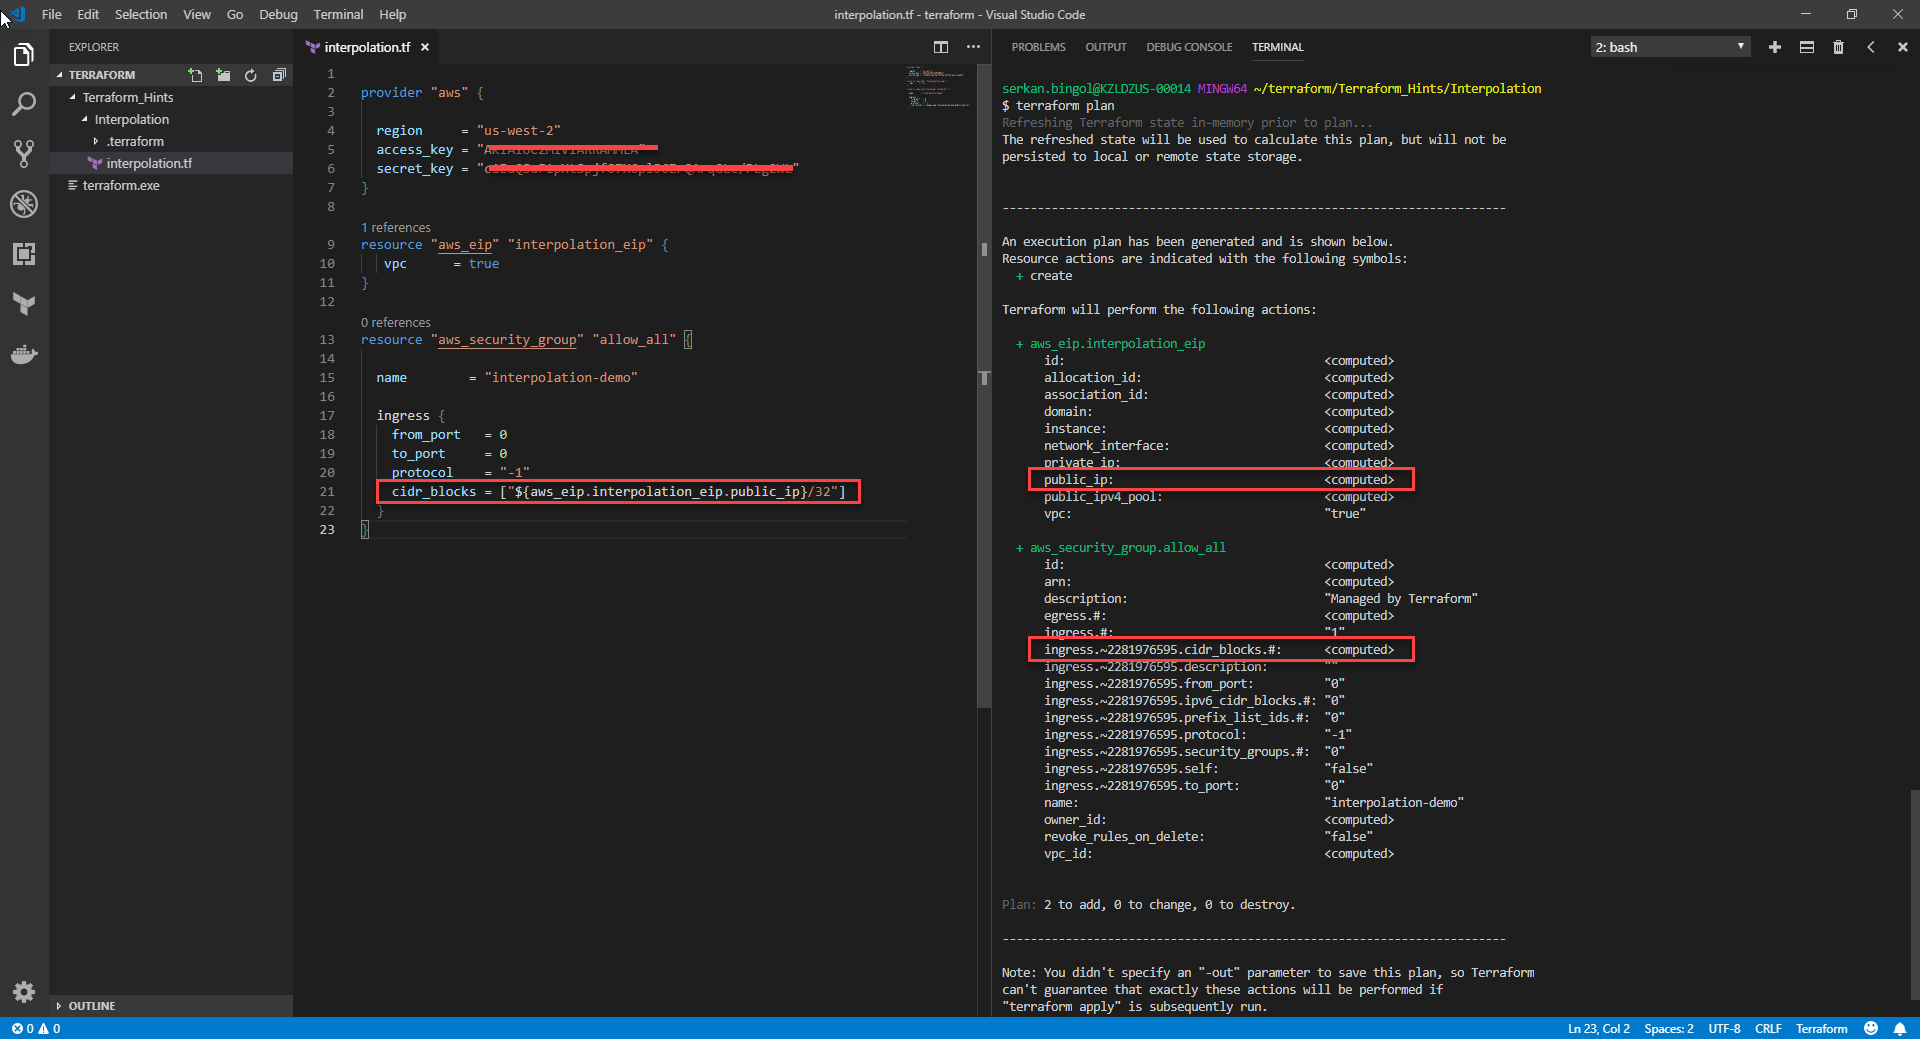 File Edit Selection View Go Debug Terminal Help
interpolation.tf - terraform - Visual Studio Code
EXPLORER
TERRAFORM
Terraform_Hints
Interpolation
.terraform
interpolation.tf
terraform.exe
OUTLINE
interpolation.tf
1
2 provider "aws" {
3
4 region = "us-west-2"
5 access_key = "
6 secret_key = "
7 }
8
1 references
9 resource "aws_eip" "interpolation_eip" {
10 vpc = true
11 }
12
0 references
13 resource "aws_security_group" "allow_all" {
14
15 name = "interpolation-demo"
16
17 ingress {
18 from_port = 0
19 to_port = 0
20 protocol = "-1"
21 cidr_blocks = ["${aws_eip.interpolation_eip.public_ip}/32"]
22 }
23 }
PROBLEMS OUTPUT DEBUG CONSOLE TERMINAL
2: bash
serkan.bingol@KZLDZUS-00014 MINGW64 ~/terraform/Terraform_Hints/Interpolation
$ terraform plan
Refreshing Terraform state in-memory prior to plan...
The refreshed state will be used to calculate this plan, but will not be
persisted to local or remote state storage.
------------------------------------------------------------------------
An execution plan has been generated and is shown below.
Resource actions are indicated with the following symbols:
+ create
Terraform will perform the following actions:
+ aws_eip.interpolation_eip
id: <computed>
allocation_id: <computed>
association_id: <computed>
domain: <computed>
instance: <computed>
network_interface: <computed>
private_ip: <computed>
public_ip: <computed>
public_ipv4_pool: <computed>
vpc: "true"
+ aws_security_group.allow_all
id: <computed>
arn: <computed>
description: "Managed by Terraform"
egress.#: <computed>
ingress.#: "1"
ingress.~2281976595.cidr_blocks.#: <computed>
ingress.~2281976595.description: ""
ingress.~2281976595.from_port: "0"
ingress.~2281976595.ipv6_cidr_blocks.#: "0"
ingress.~2281976595.prefix_list_ids.#: "0"
ingress.~2281976595.protocol: "-1"
ingress.~2281976595.security_groups.#: "0"
ingress.~2281976595.self: "false"
ingress.~2281976595.to_port: "0"
name: "interpolation-demo"
owner_id: <computed>
revoke_rules_on_delete: "false"
vpc_id: <computed>
Plan: 2 to add, 0 to change, 0 to destroy.
------------------------------------------------------------------------
Note: You didn't specify an "-out" parameter to save this plan, so Terraform
can't guarantee that exactly these actions will be performed if
"terraform apply" is subsequently run.
0 0
Ln 23, Col 2 Spaces: 2 UTF-8 CRLF Terraform